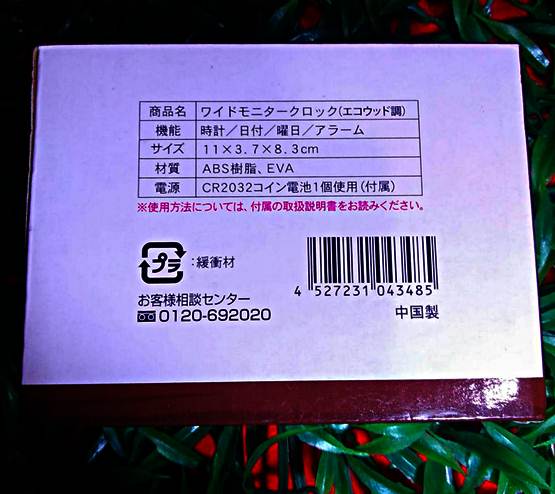 商品名 ワイドモニタークロック(エコウッド調)
機能 時計／日付／曜日／アラーム
サイズ 11×3.7×8.3cm
材質 ABS樹脂、EVA
電源 CR2032コイン電池1個使用(付属)
※使用方法については、付属の取扱説明書をお読みください。
プラ :緩衝材
お客様相談センター
0120-692020
4 527231 043485
中国製